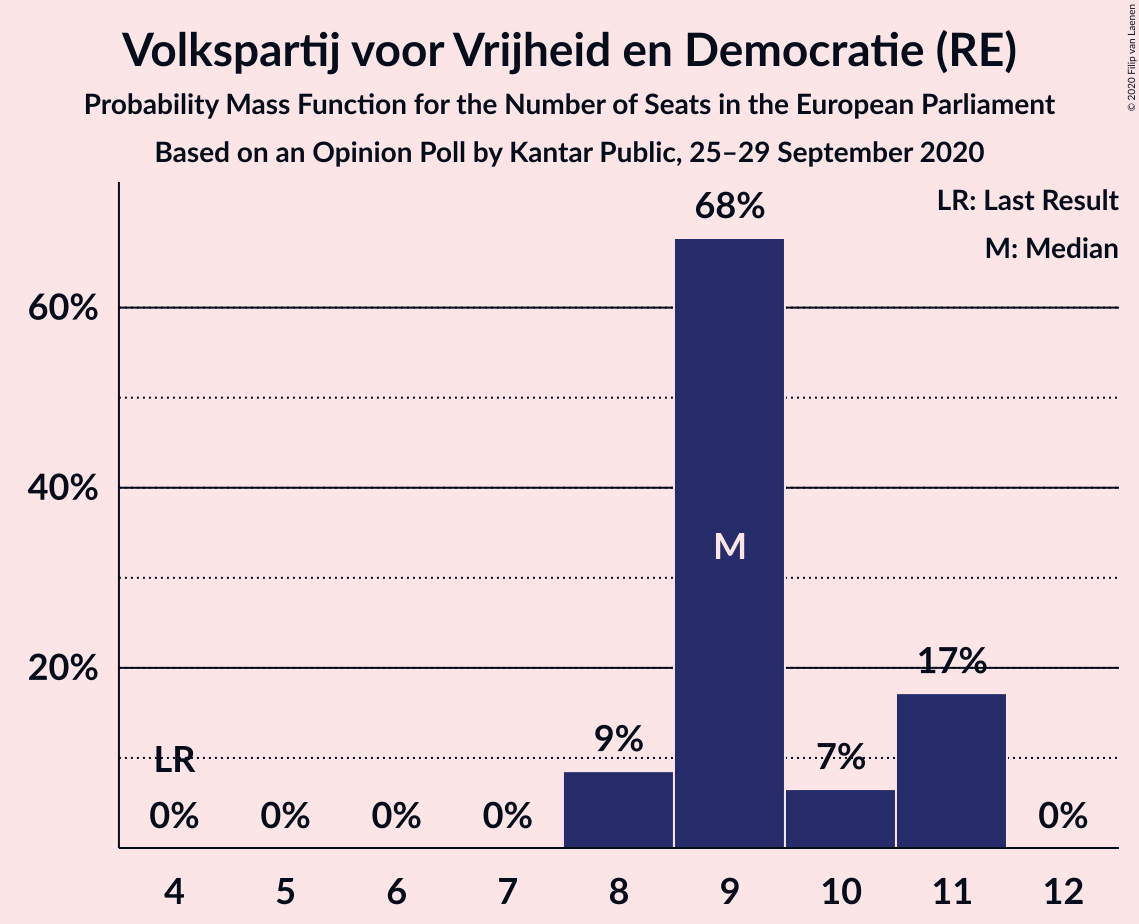 Volkspartij voor Vrijheid en Democratie (RE)
Probability Mass Function for the Number of Seats in the European Parliament
Based on an Opinion Poll by Kantar Public, 25–29 September 2020
© 2020 Filip van Laenen
LR: Last Result
M: Median
68%
60%
40%
M
20%
17%
9%
7%
LR
0%
0%
0%
0%
0%
4
5
6
7
8
9
10
11
12